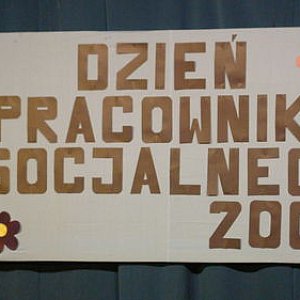 DZIEŃ
PRACOWNIK
SOCJALNEG
200